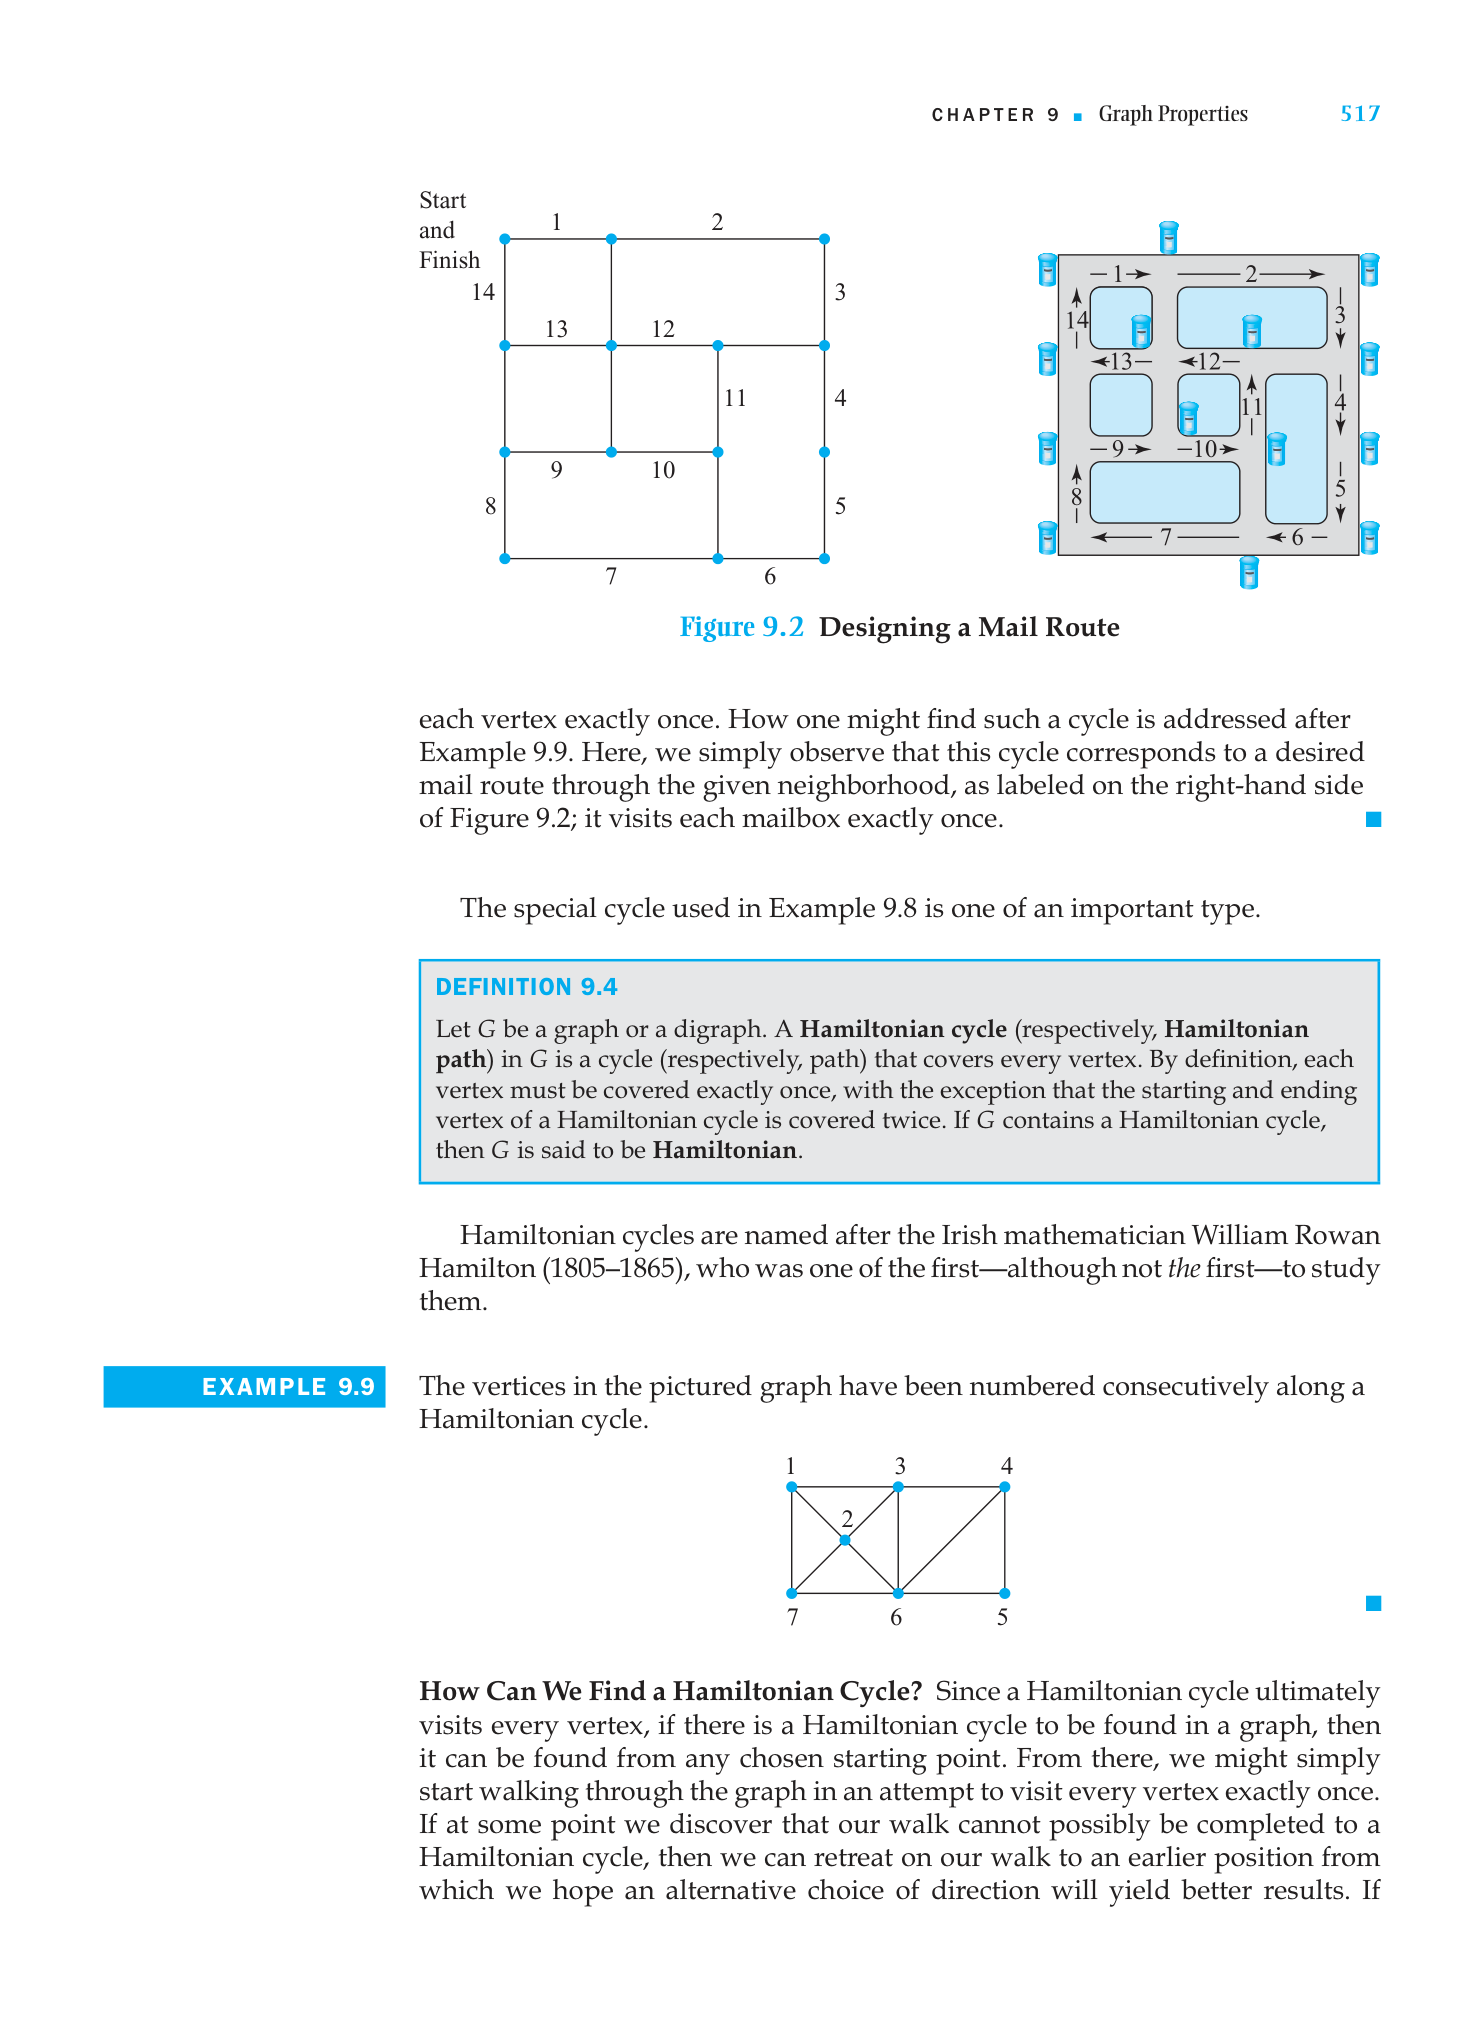 CHAPTER 9 ■ Graph Properties 517
Start
and
Finish
1 2
14 3
13 12
11 4
9 10
8 5
7 6
1 2
14 3
13 12
11 4
9 10
8 5
7 6
Figure 9.2 Designing a Mail Route
each vertex exactly once. How one might find such a cycle is addressed after
Example 9.9. Here, we simply observe that this cycle corresponds to a desired
mail route through the given neighborhood, as labeled on the right-hand side
of Figure 9.2; it visits each mailbox exactly once.
The special cycle used in Example 9.8 is one of an important type.
DEFINITION 9.4
Let G be a graph or a digraph. A Hamiltonian cycle (respectively, Hamiltonian
path) in G is a cycle (respectively, path) that covers every vertex. By definition, each
vertex must be covered exactly once, with the exception that the starting and ending
vertex of a Hamiltonian cycle is covered twice. If G contains a Hamiltonian cycle,
then G is said to be Hamiltonian.
Hamiltonian cycles are named after the Irish mathematician William Rowan
Hamilton (1805–1865), who was one of the first—although not the first—to study
them.
EXAMPLE 9.9
The vertices in the pictured graph have been numbered consecutively along a
Hamiltonian cycle.
1 3 4
2
7 6 5
How Can We Find a Hamiltonian Cycle? Since a Hamiltonian cycle ultimately
visits every vertex, if there is a Hamiltonian cycle to be found in a graph, then
it can be found from any chosen starting point. From there, we might simply
start walking through the graph in an attempt to visit every vertex exactly once.
If at some point we discover that our walk cannot possibly be completed to a
Hamiltonian cycle, then we can retreat on our walk to an earlier position from
which we hope an alternative choice of direction will yield better results. If